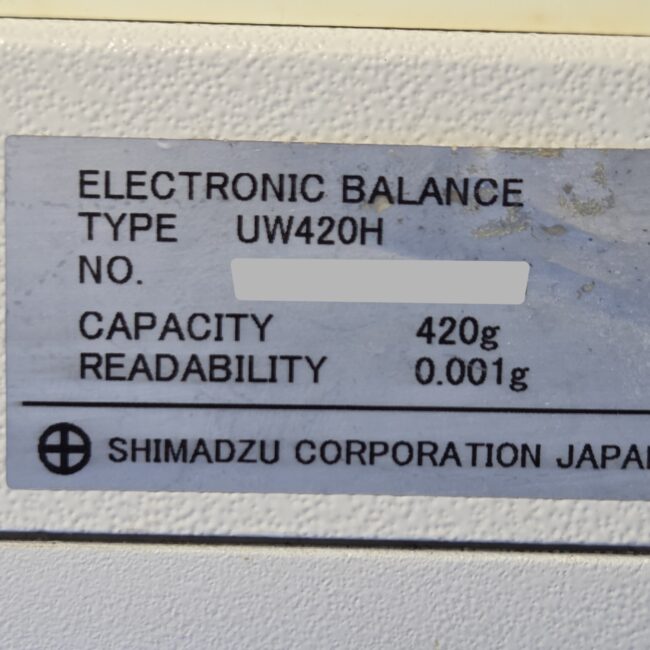 ELECTRONIC BALANCE
TYPE UW420H
NO.
CAPACITY 420g
READABILITY 0.001g
SHIMADZU CORPORATION